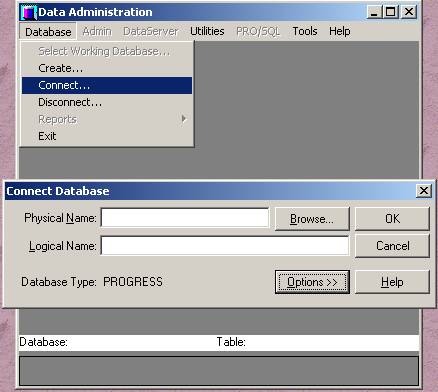 Data Administration
Database Admin DataServer Utilities PRO/SQL Tools Help
Select Working Database...
Create...
Connect...
Disconnect...
Reports
Exit
Connect Database
Physical Name: Browse... OK
Logical Name: Cancel
Database Type: PROGRESS Options >> Help
Database: Table: